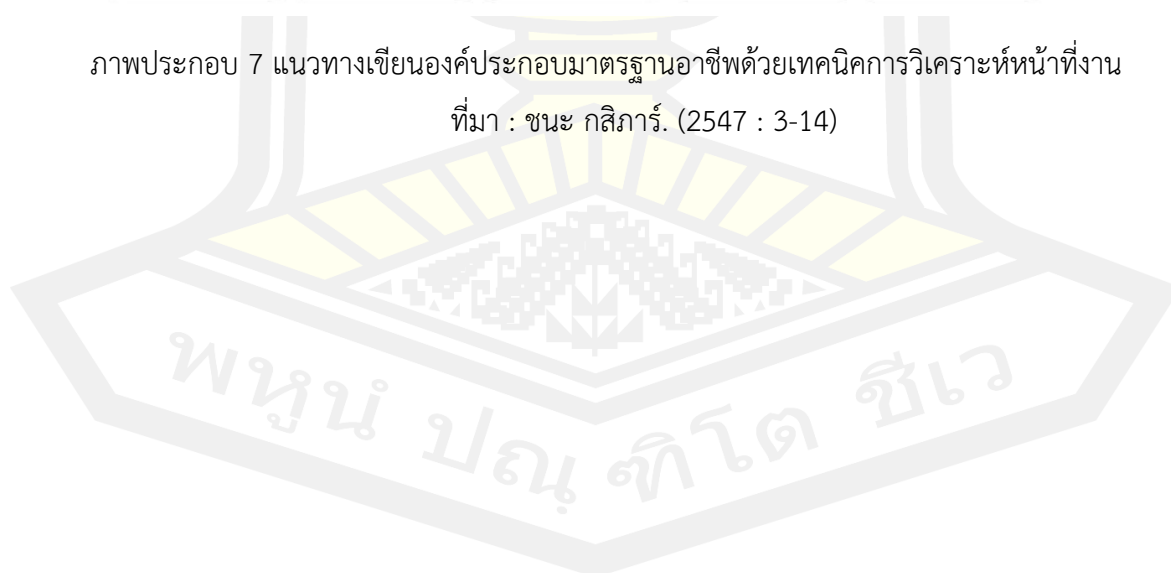 ภาพประกอบ 7 แนวทางเขียนองค์ประกอบมาตรฐานอาชีพด้วยเทคนิคการวิเคราะห์หน้าที่งาน
ที่มา : ชนะ กสิภาร์. (2547 : 3-14)
พหูนํ ปณฺฑิโต ชีเว